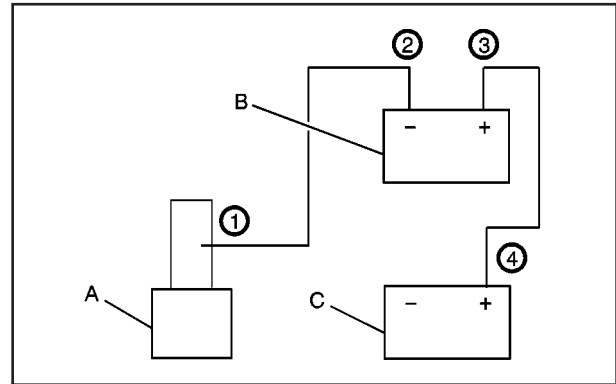 ② ③
B
− +
①
④
A
C
− +